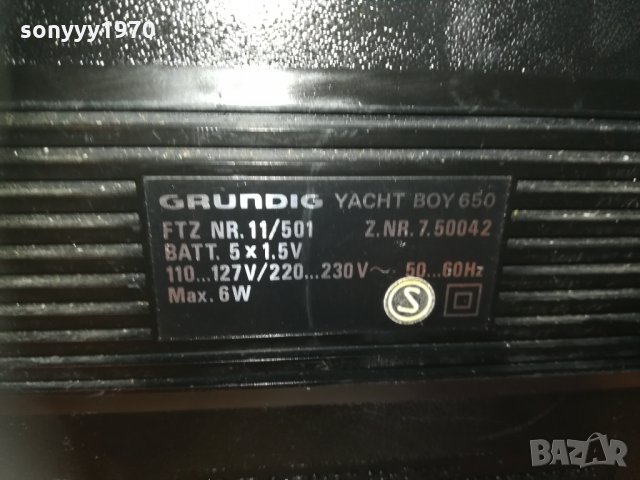 sonyyy1970
GRUNDIG YACHT BOY 650
FTZ NR. 11/501 Z.NR. 7.50042
BATT. 5 x 1.5V
110...127V/220...230V~ 50...60Hz
Max. 6W
S
BAZAR